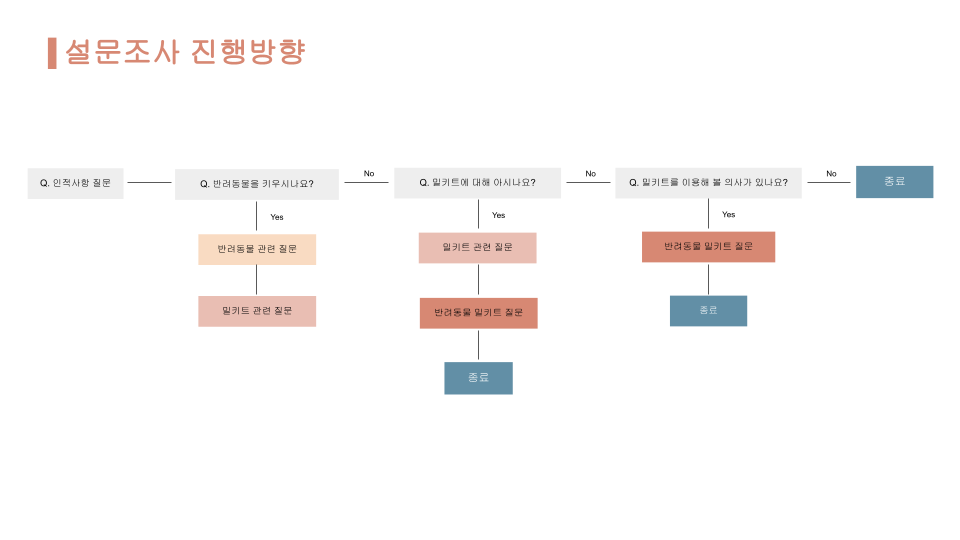 설문조사 진행방향
Q. 인적사항 질문
Q. 반려동물을 키우시나요?
No
Q. 밀키트에 대해 아시나요?
No
Q. 밀키트를 이용해 볼 의사가 있나요?
No
종료
Yes
Yes
Yes
반려동물 관련 질문
밀키트 관련 질문
반려동물 밀키트 질문
밀키트 관련 질문
반려동물 밀키트 질문
종료
종료